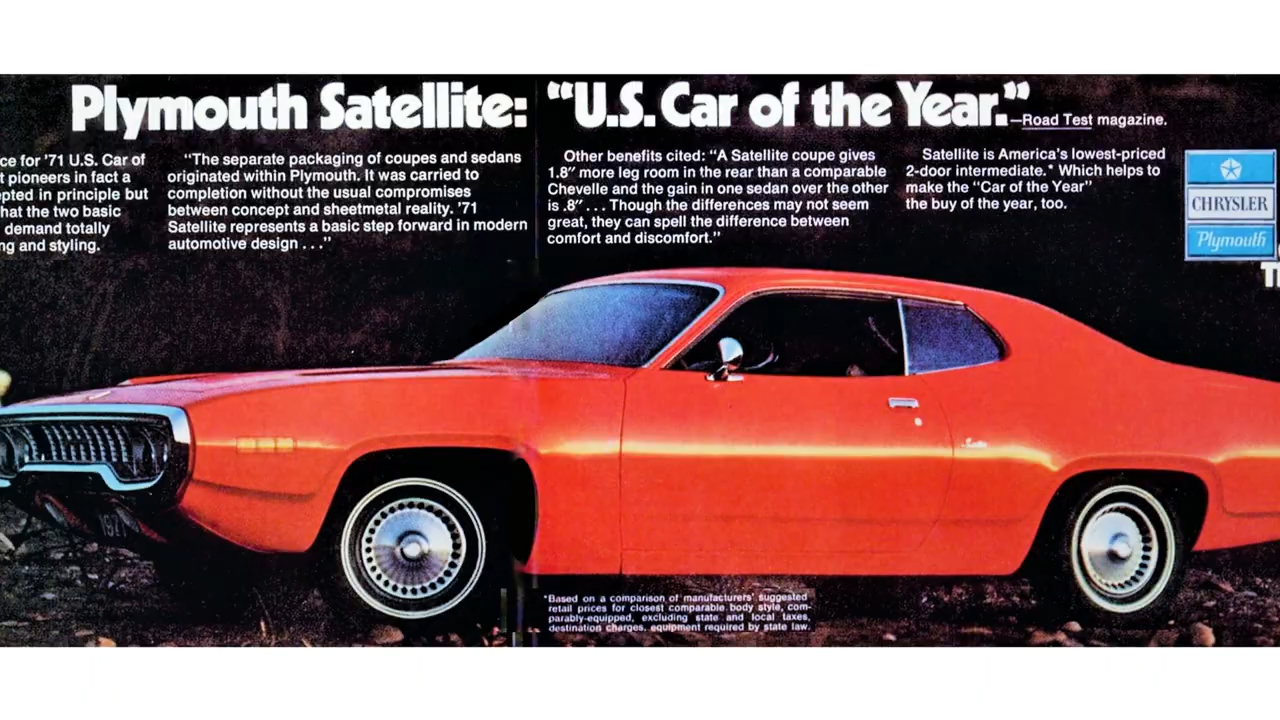 Plymouth Satellite: “U.S. Car of the Year.”
—Road Test magazine.
ce for ’71 U.S. Car of
t pioneers in fact a
pted in principle but
hat the two basic
demand totally
ng and styling.
“The separate packaging of coupes and sedans
originated within Plymouth. It was carried to
completion without the usual compromises
between concept and sheetmetal reality. ’71
Satellite represents a basic step forward in modern
automotive design . . .”
Other benefits cited: “A Satellite coupe gives
1.8″ more leg room in the rear than a comparable
Chevelle and the gain in one sedan over the other
is .8″ . . . Though the differences may not seem
great, they can spell the difference between
comfort and discomfort.”
Satellite is America’s lowest-priced
2-door intermediate.* Which helps to
make the “Car of the Year”
the buy of the year, too.
CHRYSLER
Plymouth
Satellite
*Based on a comparison of manufacturers’ suggested
retail prices for closest comparable body style, com-
parably-equipped, excluding state and local taxes,
destination charges, equipment required by state law.